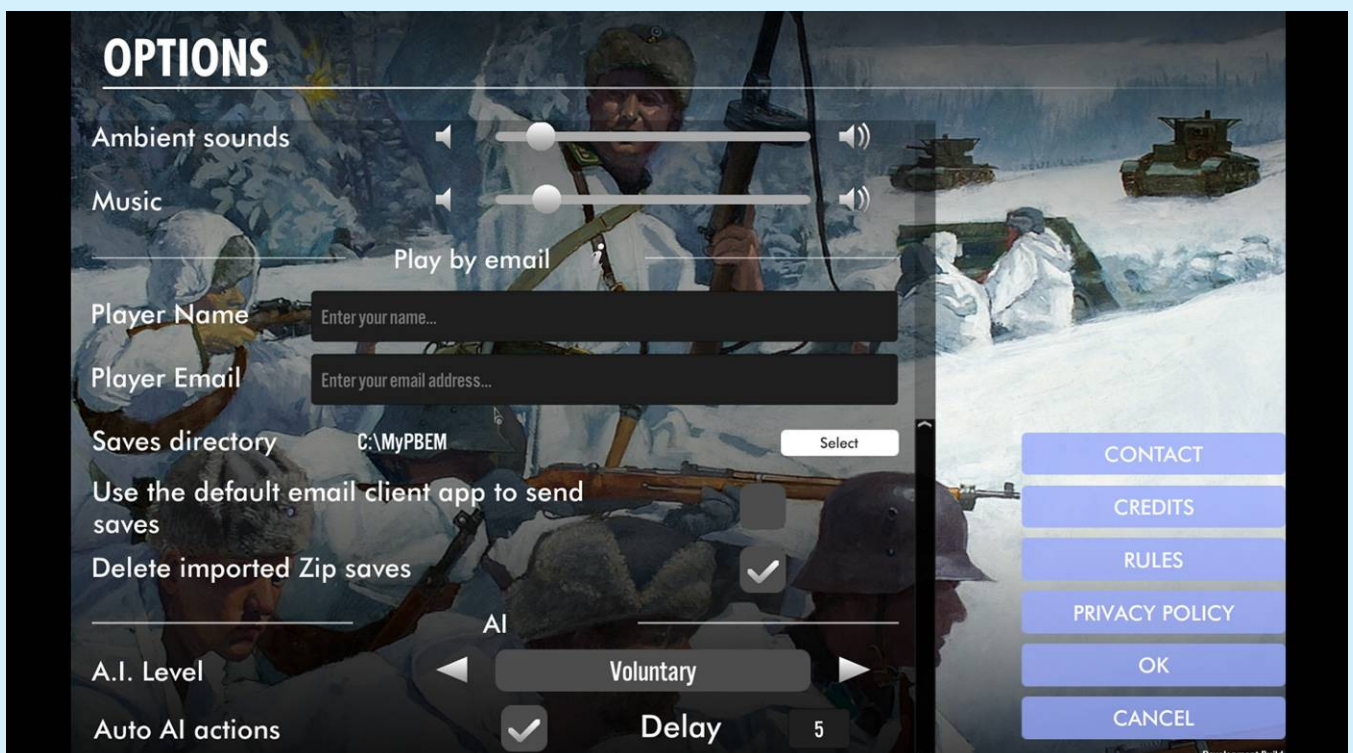 OPTIONS
Ambient sounds
Music
Play by email i
Player Name Enter your name...
Player Email Enter your email address...
Saves directory C:\MyPBEM Select
Use the default email client app to send
saves
Delete imported Zip saves
AI
A.I. Level Voluntary
Auto AI actions Delay 5
CONTACT
CREDITS
RULES
PRIVACY POLICY
OK
CANCEL
Development Build